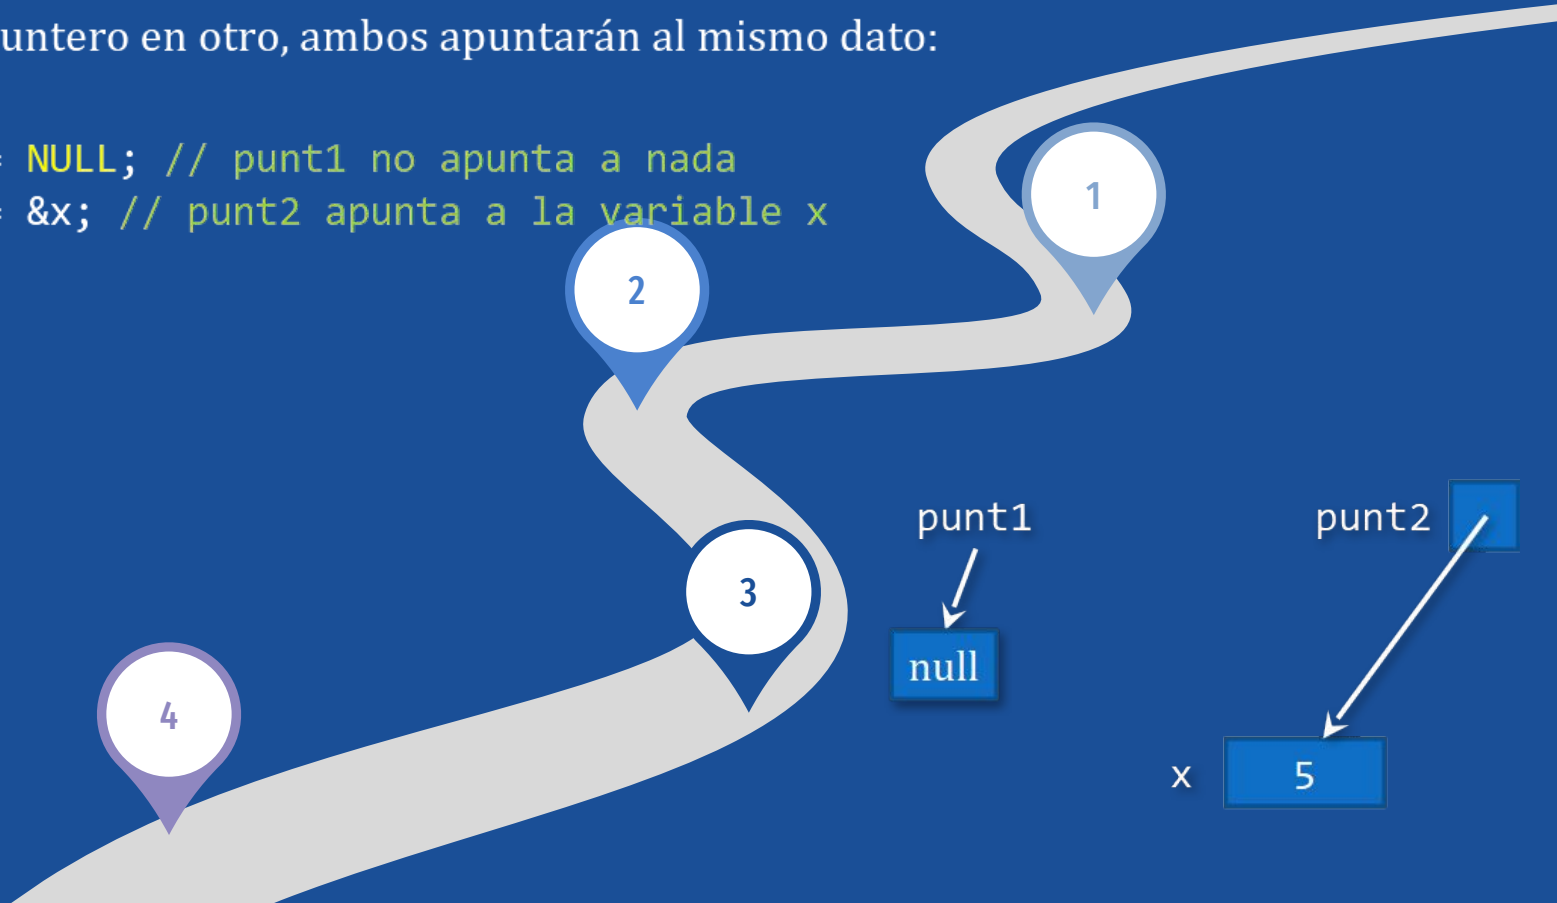 untero en otro, ambos apuntarán al mismo dato:
= NULL; // punt1 no apunta a nada
= &x; // punt2 apunta a la variable x
1
2
3
4
punt1
null
punt2
x 5